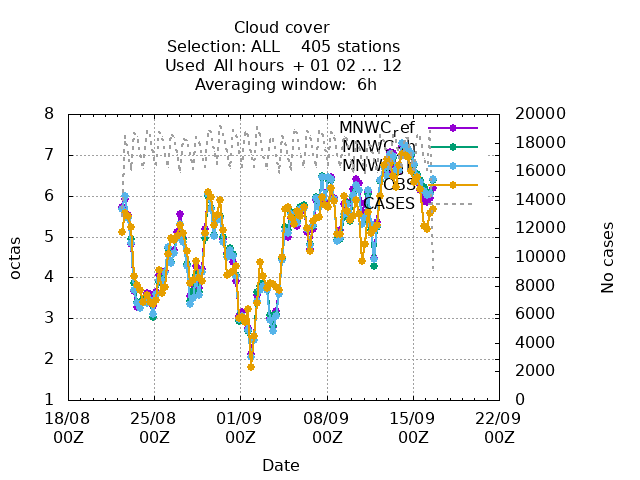 Cloud cover
Selection: ALL    405 stations
Used  All hours  + 01 02 ... 12
Averaging window:  6h
8
7
6
5
4
3
2
1
octas
20000
18000
16000
14000
12000
10000
8000
6000
4000
2000
0
No cases
MNWC_ref
OBS
CASES
18/08 00Z
25/08 00Z
01/09 00Z
08/09 00Z
15/09 00Z
22/09 00Z
Date